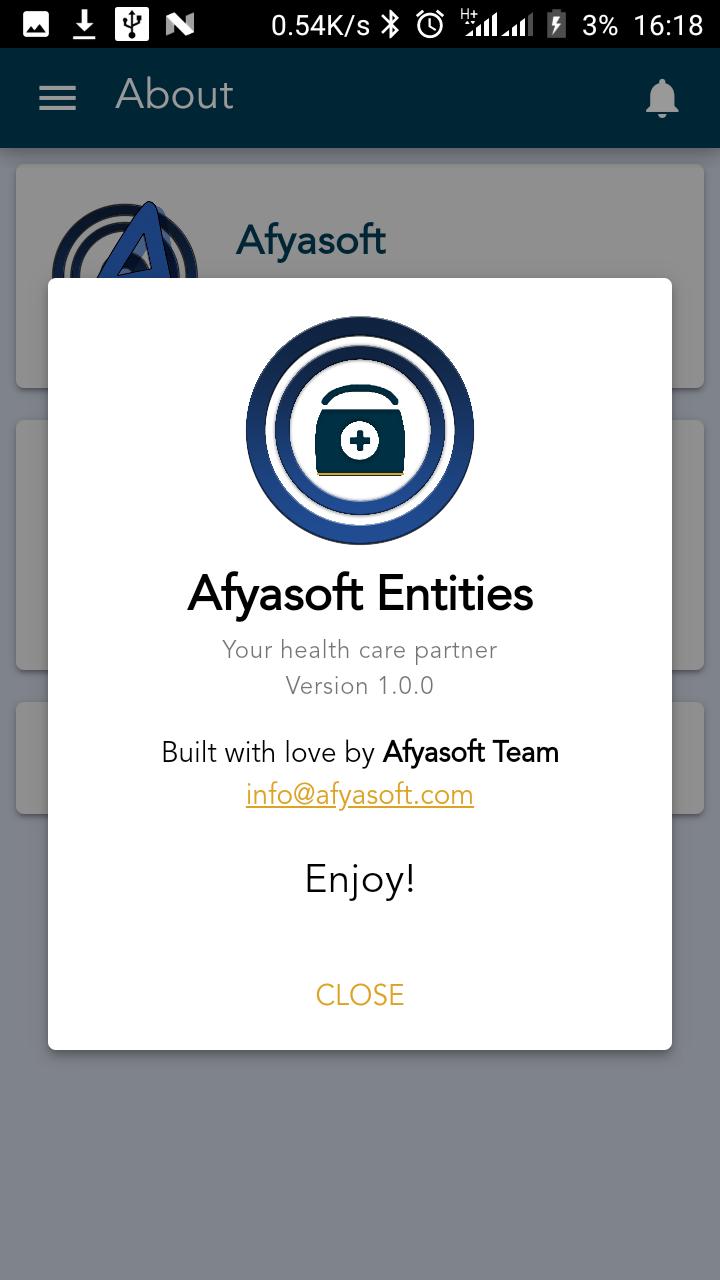 0.54K/s H+ 3% 16:18
About
Afyasoft
Afyasoft Entities
Your health care partner
Version 1.0.0
Built with love by Afyasoft Team
info@afyasoft.com
Enjoy!
CLOSE